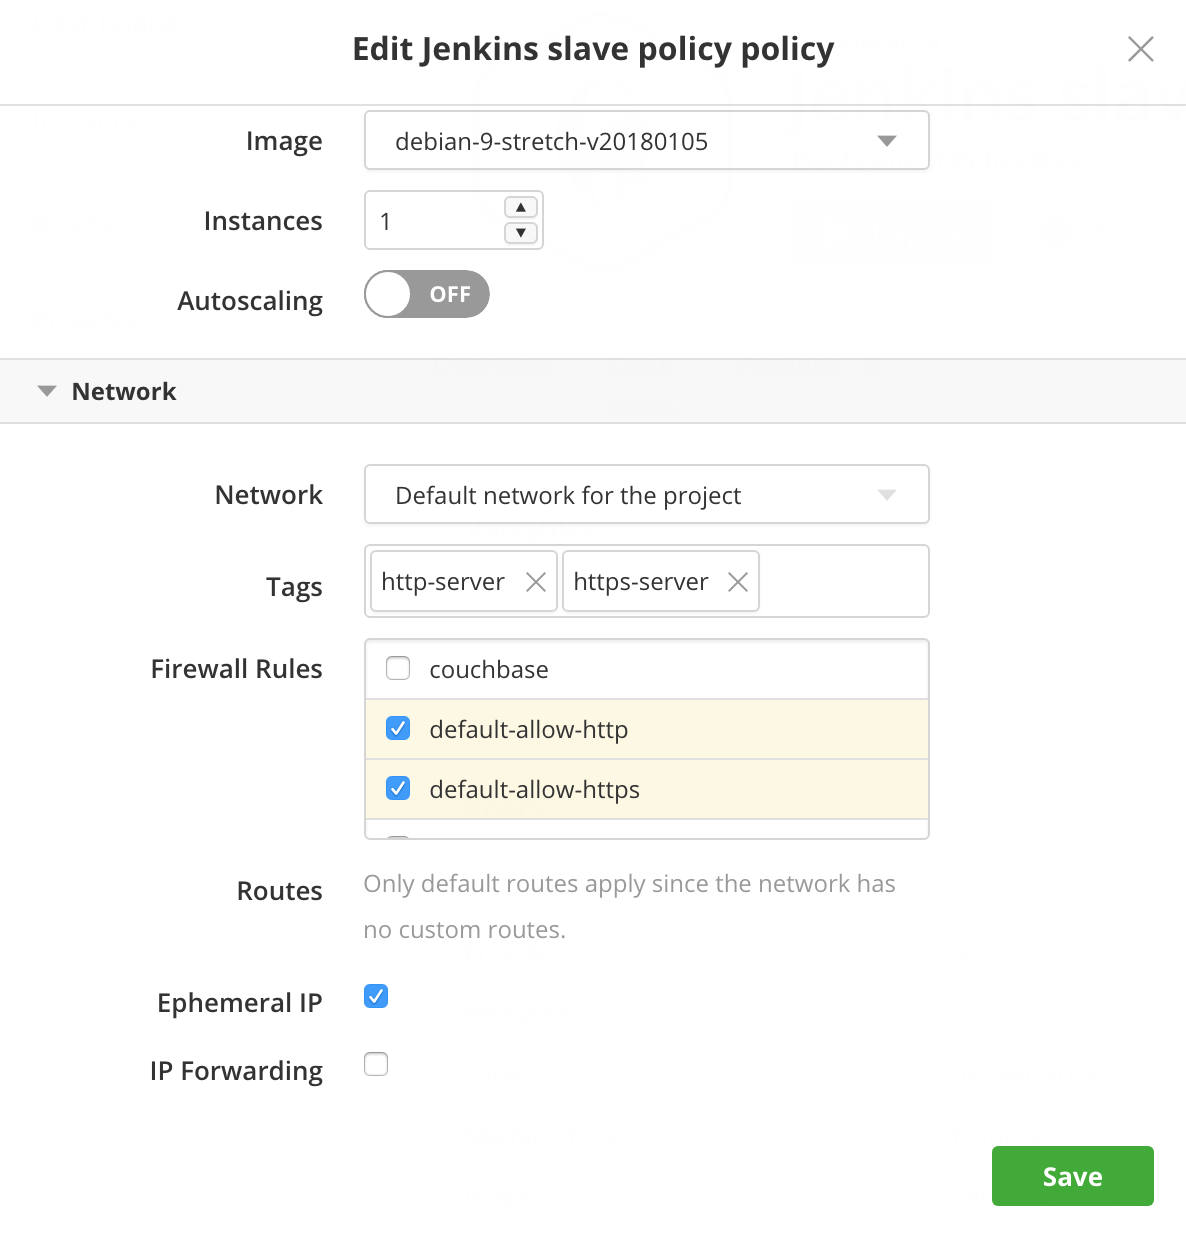 Edit Jenkins slave policy policy
Image
debian-9-stretch-v20180105
Instances
1
Autoscaling
OFF
Network
Network
Default network for the project
Tags
http-server
https-server
Firewall Rules
couchbase
default-allow-http
default-allow-https
Routes
Only default routes apply since the network has
no custom routes.
Ephemeral IP
IP Forwarding
Save